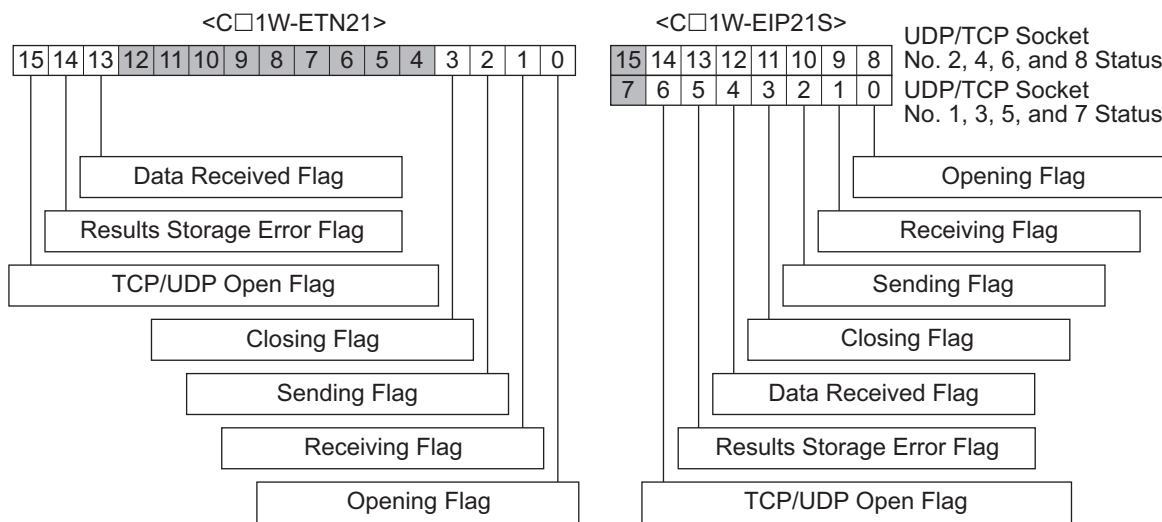 <C□1W-ETN21>
15 14 13 12 11 10 9 8 7 6 5 4 3 2 1 0
Data Received Flag
Results Storage Error Flag
TCP/UDP Open Flag
Closing Flag
Sending Flag
Receiving Flag
Opening Flag
<C□1W-EIP21S>
15 14 13 12 11 10 9 8
UDP/TCP Socket
No. 2, 4, 6, and 8 Status
7 6 5 4 3 2 1 0
UDP/TCP Socket
No. 1, 3, 5, and 7 Status
Opening Flag
Receiving Flag
Sending Flag
Closing Flag
Data Received Flag
Results Storage Error Flag
TCP/UDP Open Flag